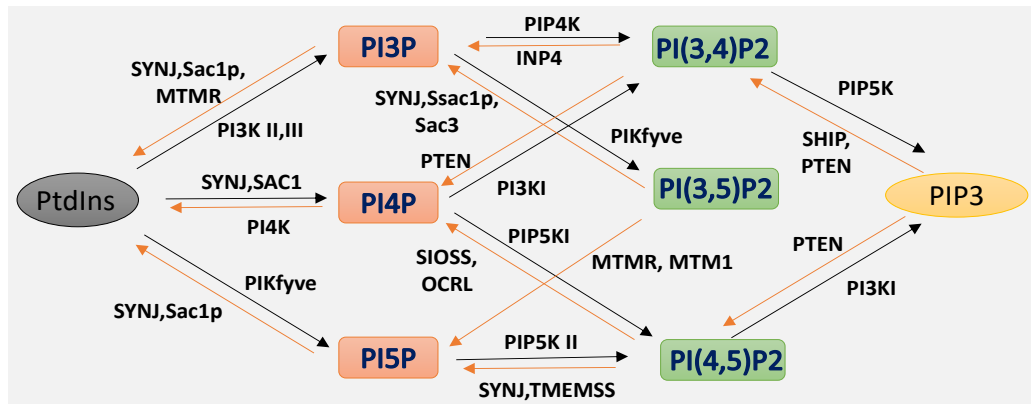 PI3P
PIP4K
INP4
PI(3,4)P2
SYNJ,Sac1p,
MTMR
PI3K II,III
SYNJ,Ssac1p,
Sac3
PIKfyve
PIP5K
SHIP,
PTEN
PTEN
PI3KI
PtdIns
SYNJ,SAC1
PI4K
PI4P
PI(3,5)P2
PIP3
PIP5KI
SIOSS,
OCRL
MTMR, MTM1
PTEN
PI3KI
PIKfyve
SYNJ,Sac1p
PI5P
PIP5K II
SYNJ,TMEMSS
PI(4,5)P2